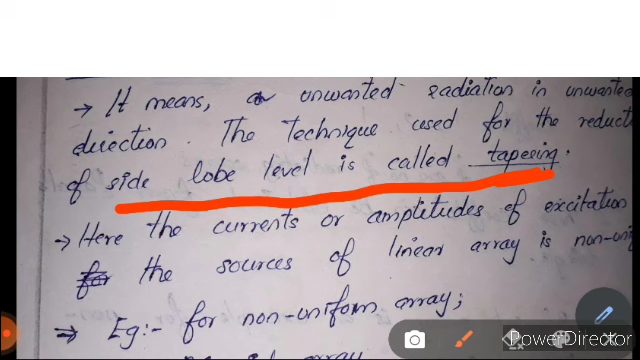 → It means, a unwanted radiation in unwanted
direction. The Technique used for the reduct
of side lobe level is called tapering.
→ Here the currents or amplitudes of excitation
for the sources of linear array is non-uni
⇒ Eg:- for non-uniform array;
array
PowerDirector